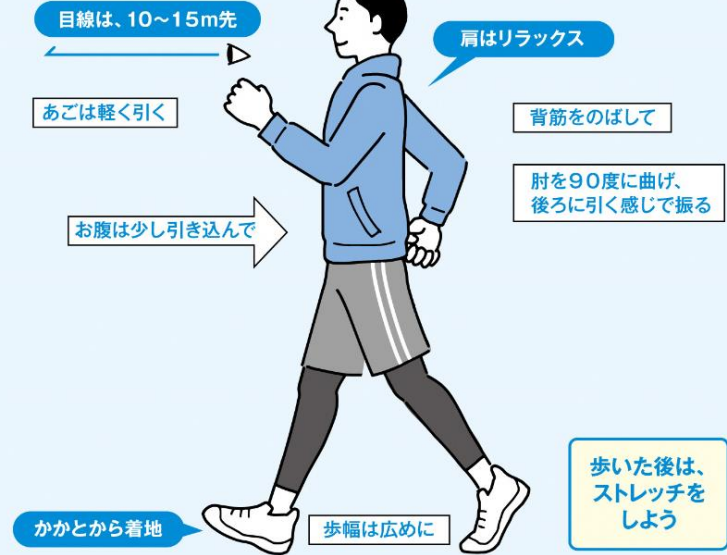 目線は、10〜15m先
肩はリラックス
あごは軽く引く
背筋をのばして
肘を90度に曲げ、
後ろに引く感じで振る
お腹は少し引き込んで
歩いた後は、
ストレッチを
しよう
かかとから着地
歩幅は広めに